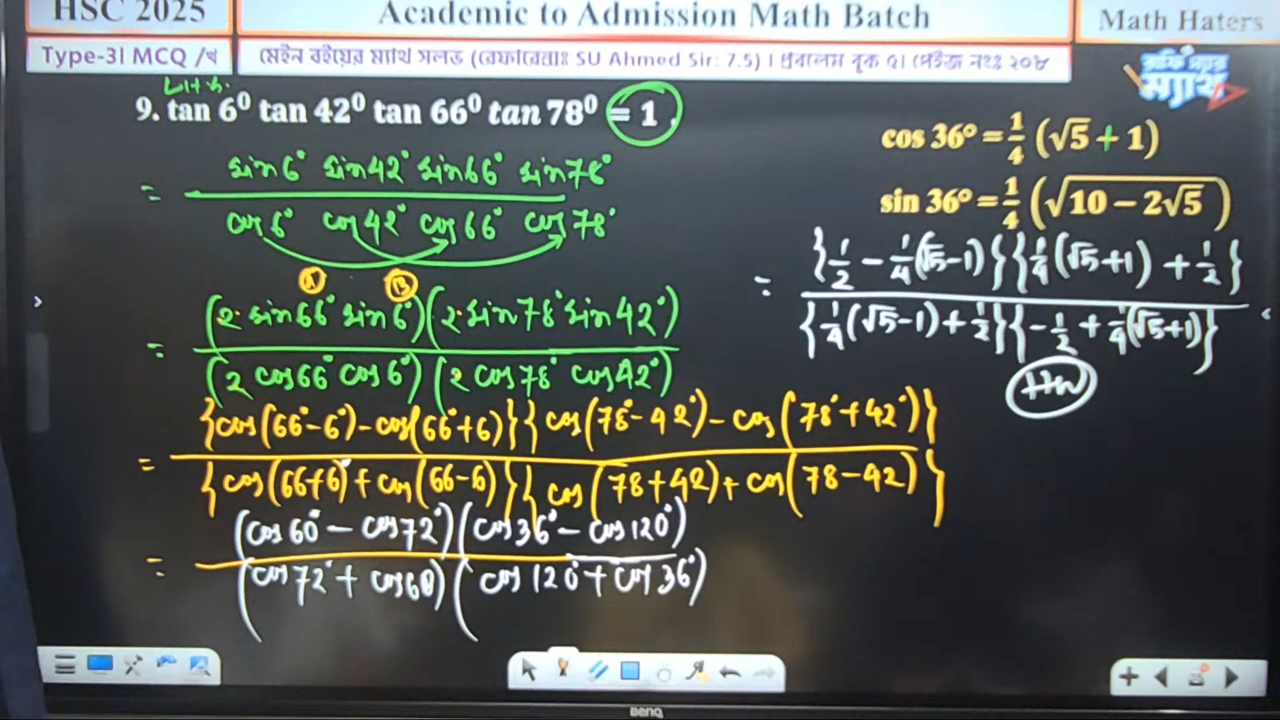 HSC 2025
Academic to Admission Math Batch
Math Haters
Type-3। MCQ /খ
মেইন বইয়ের ম্যাথ সলভ (রেফারেন্সঃ SU Ahmed Sir: 7.5) । প্রবলেম বুক ৫। পেইজ নংঃ ২০৮
রাকি স্যার
ম্যাথ
L.H.S.
9. tan 6⁰ tan 42⁰ tan 66⁰ tan 78⁰ = 1 .
= (sin6° sin42° sin66° sin78°) / (cos6° cos42° cos66° cos78°)
A B
= (2·sin66° sin6°)(2·sin78° sin42°) / (2 cos66° cos6°)(2 cos78° cos42°)
= {cos(66°-6°)-cos(66°+6)}{cos(78°-42°)-cos(78°+42°)} / {cos(66+6)+cos(66-6)}{cos(78+42)+cos(78-42)}
= (cos60°-cos72°)(cos36°-cos120°) / (cos72°+cos60)(cos120°+cos36°)
cos 36° = 1/4 (√5 + 1)
sin 36° = 1/4 (√(10 − 2√5))
= {1/2 - 1/4(√5-1)}{1/4(√5+1) + 1/2} / {1/4(√5-1)+1/2}{-1/2 + 1/4(√5+1)}
HW
BenQ